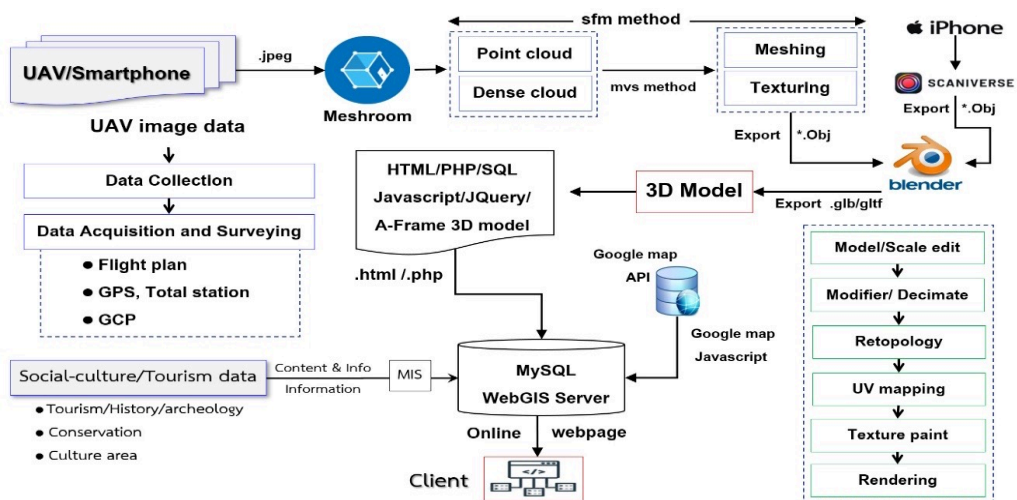 sfm method
iPhone
UAV/Smartphone
.jpeg
Meshroom
Point cloud
Dense cloud
mvs method
Meshing
Texturing
SCANIVERSE
Export *.Obj
Export *.Obj
blender
UAV image data
Data Collection
Data Acquisition and Surveying
● Flight plan
● GPS, Total station
● GCP
HTML/PHP/SQL
Javascript/JQuery/
A-Frame 3D model
.html /.php
3D Model
Export .glb/gltf
Google map
API
Google map
Javascript
Model/Scale edit
Modifier/ Decimate
Retopology
UV mapping
Texture paint
Rendering
Social-culture/Tourism data
Content & Info
Information
MIS
● Tourism/History/archeology
● Conservation
● Culture area
MySQL
WebGIS Server
Online webpage
Client
</>